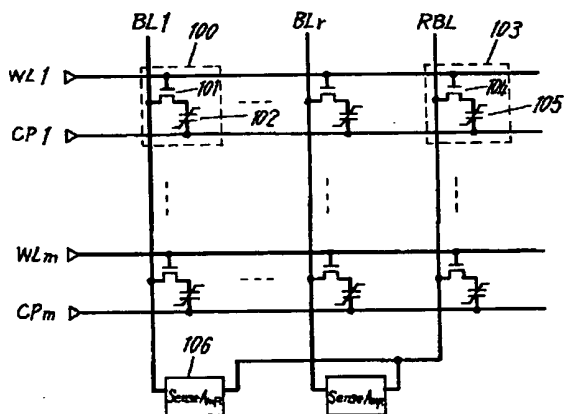 BL1 BLr RBL
100 103
WL1
101 104
102 105
CP1
WLm
CPm
106
Sense Amp. Sense Amp.